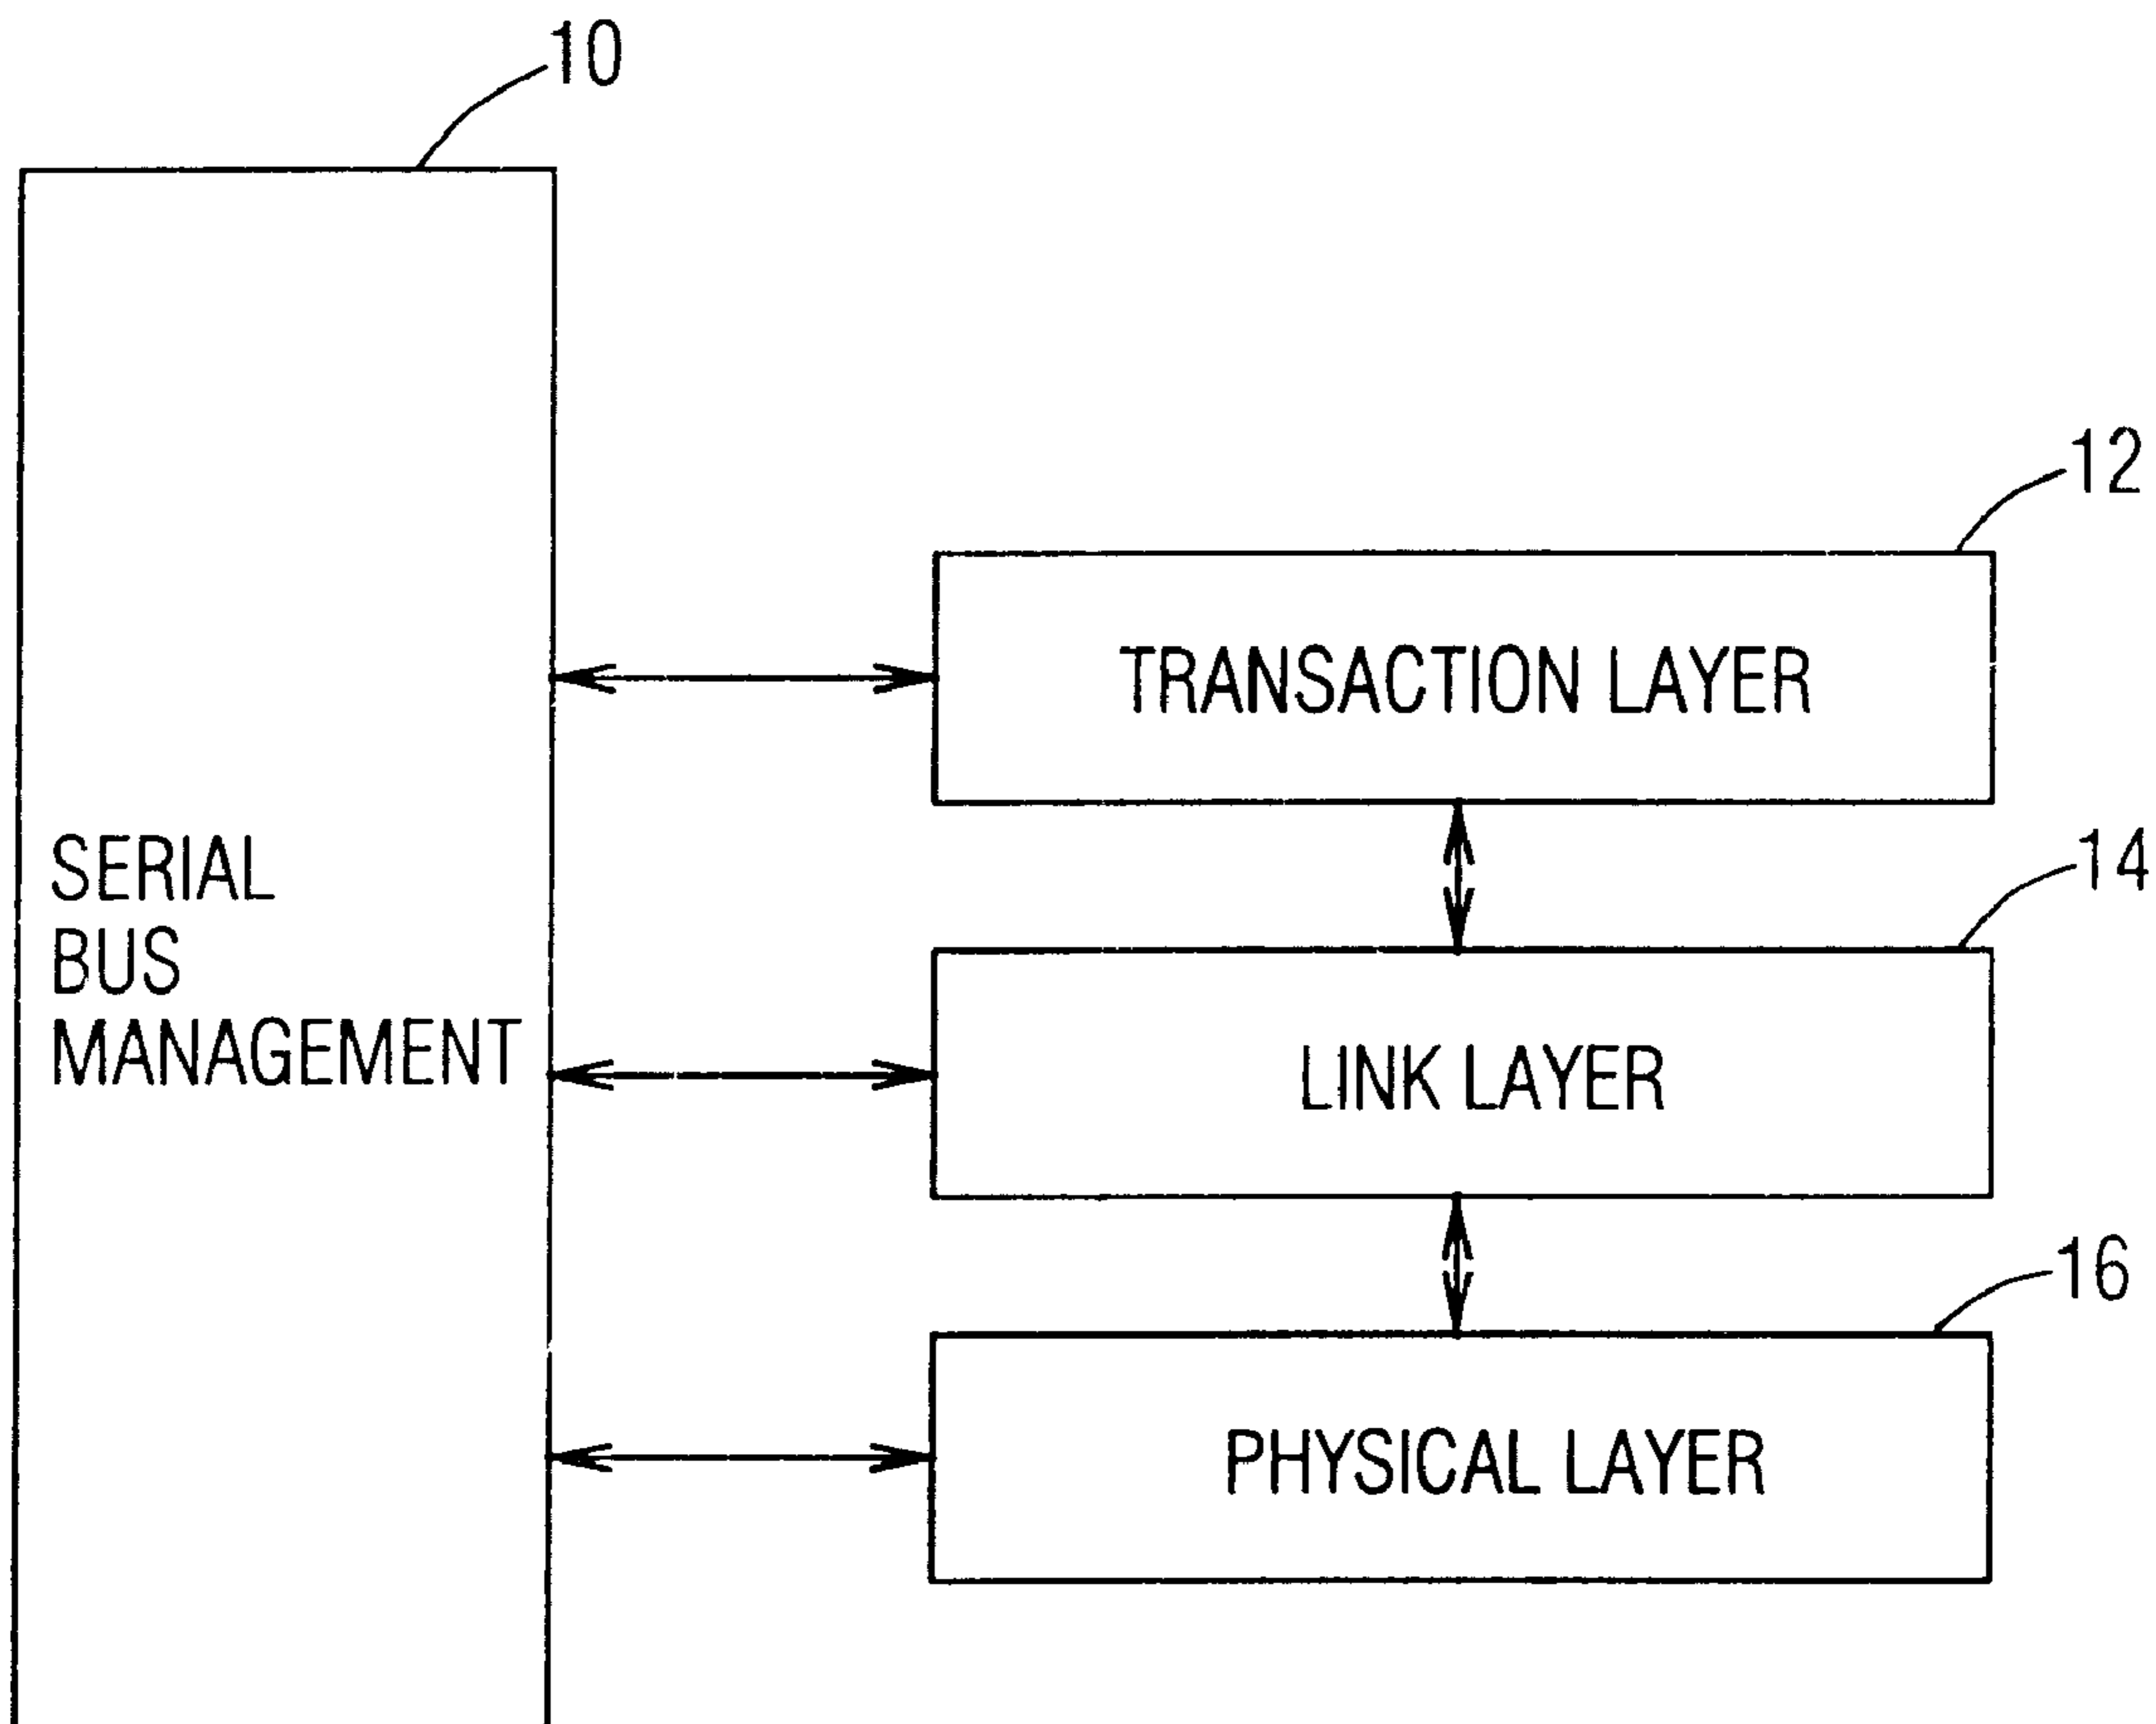 10
12
TRANSACTION LAYER
14
SERIAL
BUS
MANAGEMENT
LINK LAYER
16
PHYSICAL LAYER